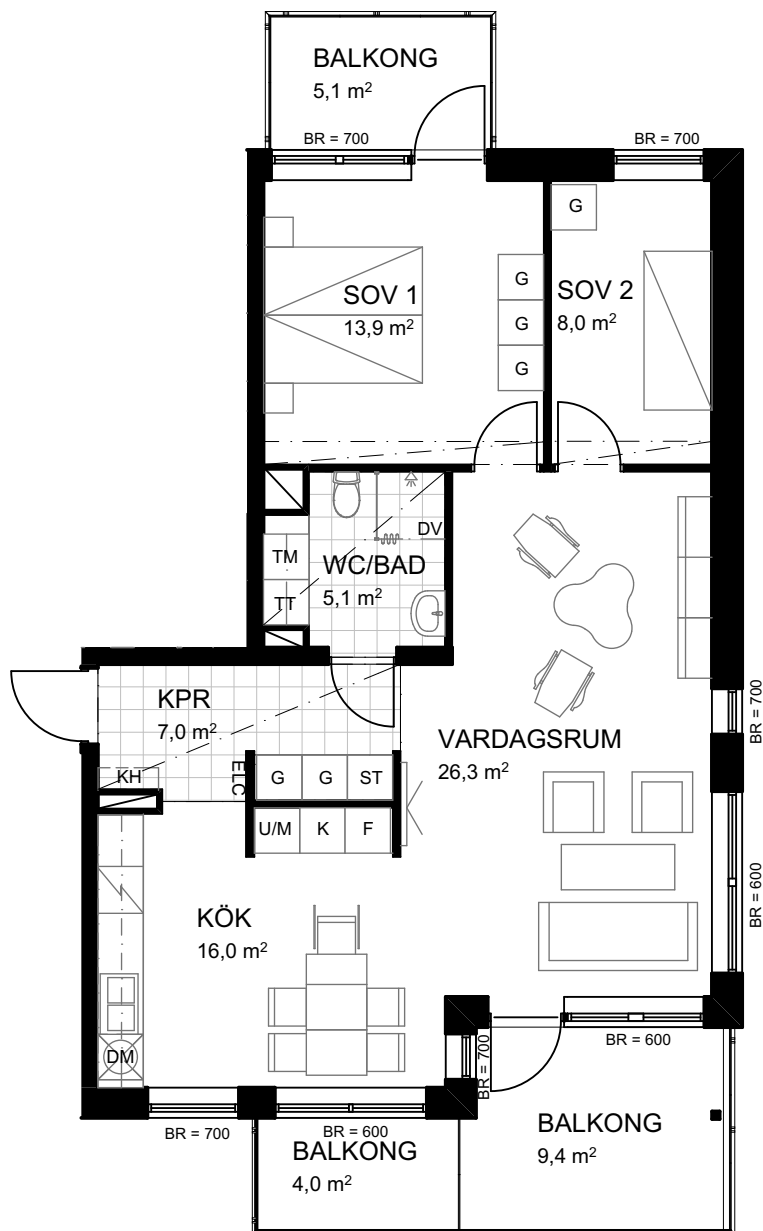 BALKONG
5,1 m²
BR = 700
BR = 700
G
SOV 1
13,9 m²
G
G
G
SOV 2
8,0 m²
DV
TM
WC/BAD
5,1 m²
TT
KPR
7,0 m²
KH
ELC
G
G
ST
U/M
K
F
VARDAGSRUM
26,3 m²
BR = 700
BR = 600
KÖK
16,0 m²
DM
BR = 700
BR = 600
BR = 700
BR = 600
BALKONG
4,0 m²
BALKONG
9,4 m²